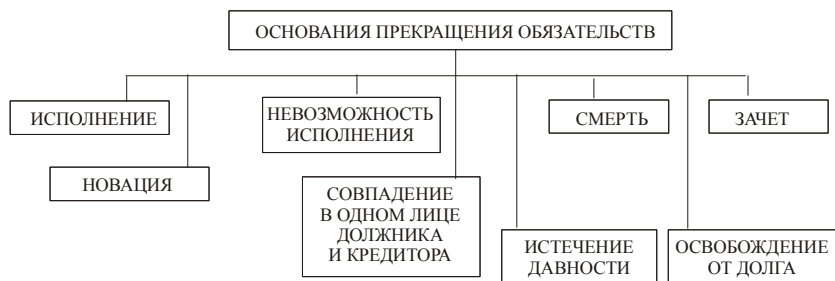 ОСНОВАНИЯ ПРЕКРАЩЕНИЯ ОБЯЗАТЕЛЬСТВ
ИСПОЛНЕНИЕ
НЕВОЗМОЖНОСТЬ
ИСПОЛНЕНИЯ
СМЕРТЬ
ЗАЧЕТ
НОВАЦИЯ
СОВПАДЕНИЕ
В ОДНОМ ЛИЦЕ
ДОЛЖНИКА
И КРЕДИТОРА
ИСТЕЧЕНИЕ
ДАВНОСТИ
ОСВОБОЖДЕНИЕ
ОТ ДОЛГА